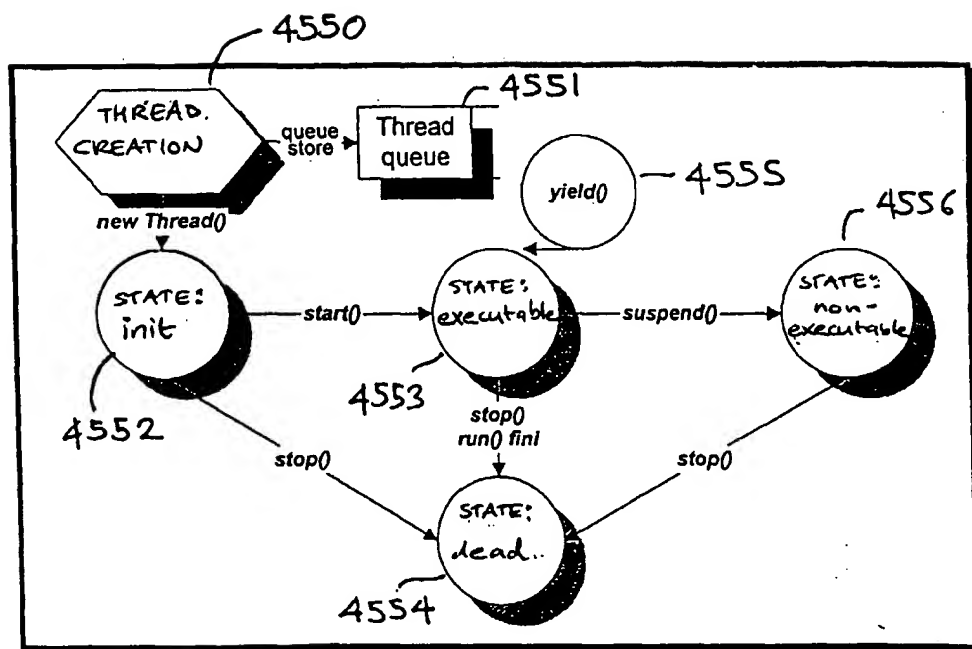 4550
4551
THREAD.
CREATION
queue
store
Thread
queue
4555
yield()
4556
new Thread()
STATE:
init
start()
STATE:
executable
suspend()
STATE:
non-
executable
4552
4553
stop()
run() fini
stop()
stop()
STATE:
dead..
4554